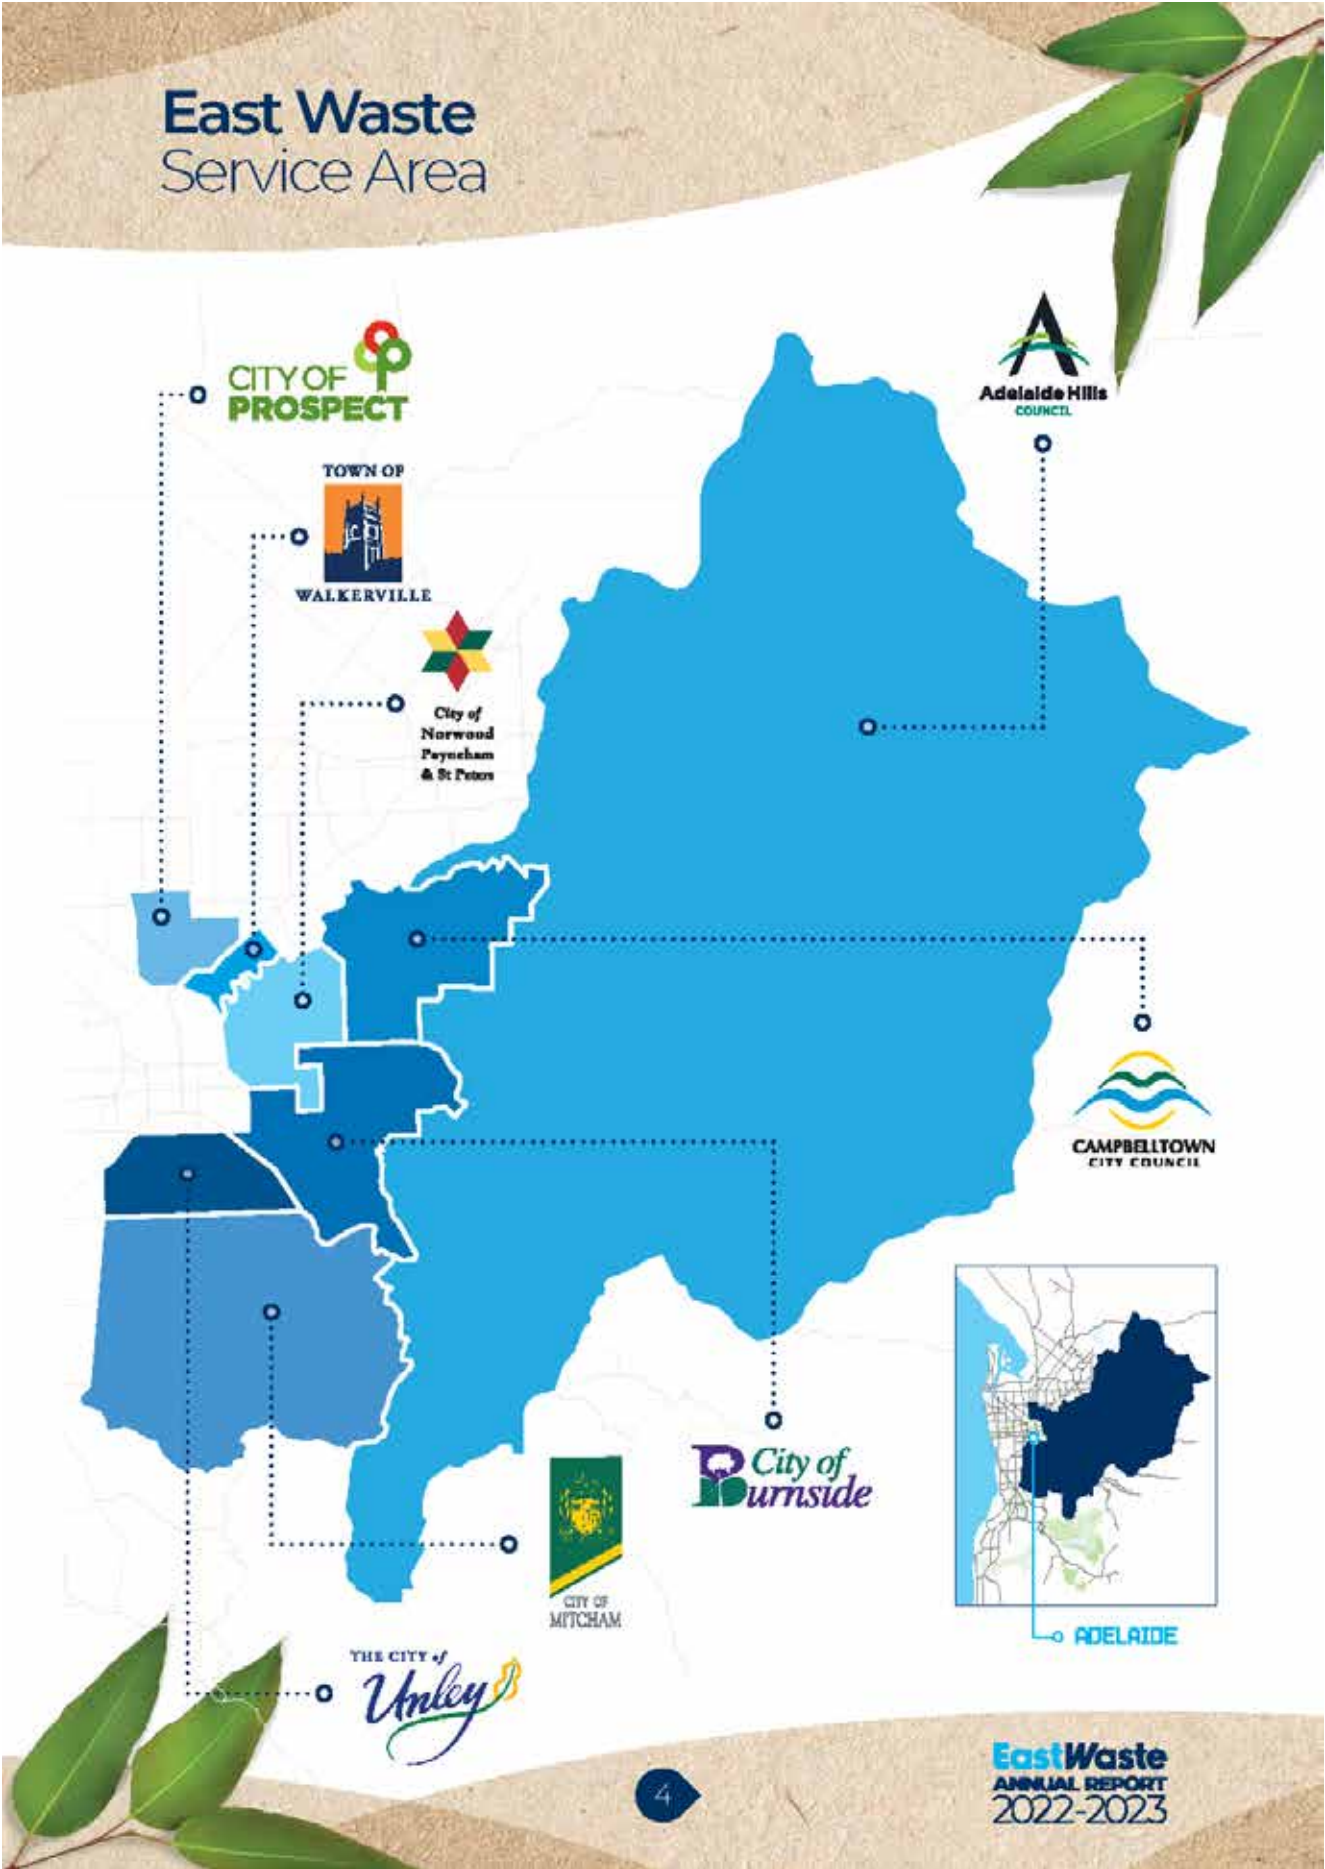 East Waste
Service Area
CITY OF
PROSPECT
Adelaide Hills
COUNCIL
TOWN OF
WALKERVILLE
City of
Norwood
Payneham
& St Peters
CAMPBELLTOWN
CITY COUNCIL
City of
Burnside
CITY OF
MITCHAM
ADELAIDE
THE CITY of
Unley
EastWaste
ANNUAL REPORT
2022-2023
4